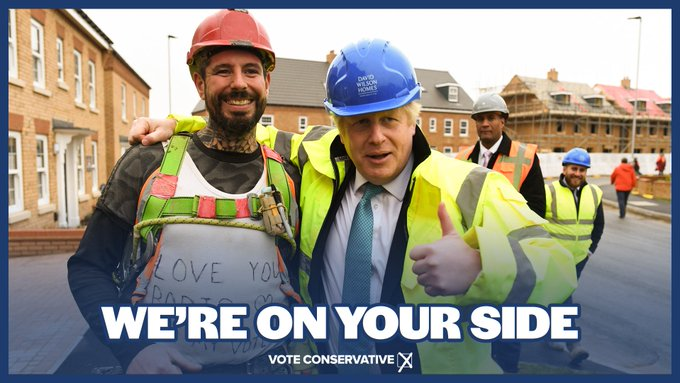 DAVID
WILSON
HOMES
LOVE YOU
WE'RE ON YOUR SIDE
VOTE CONSERVATIVE